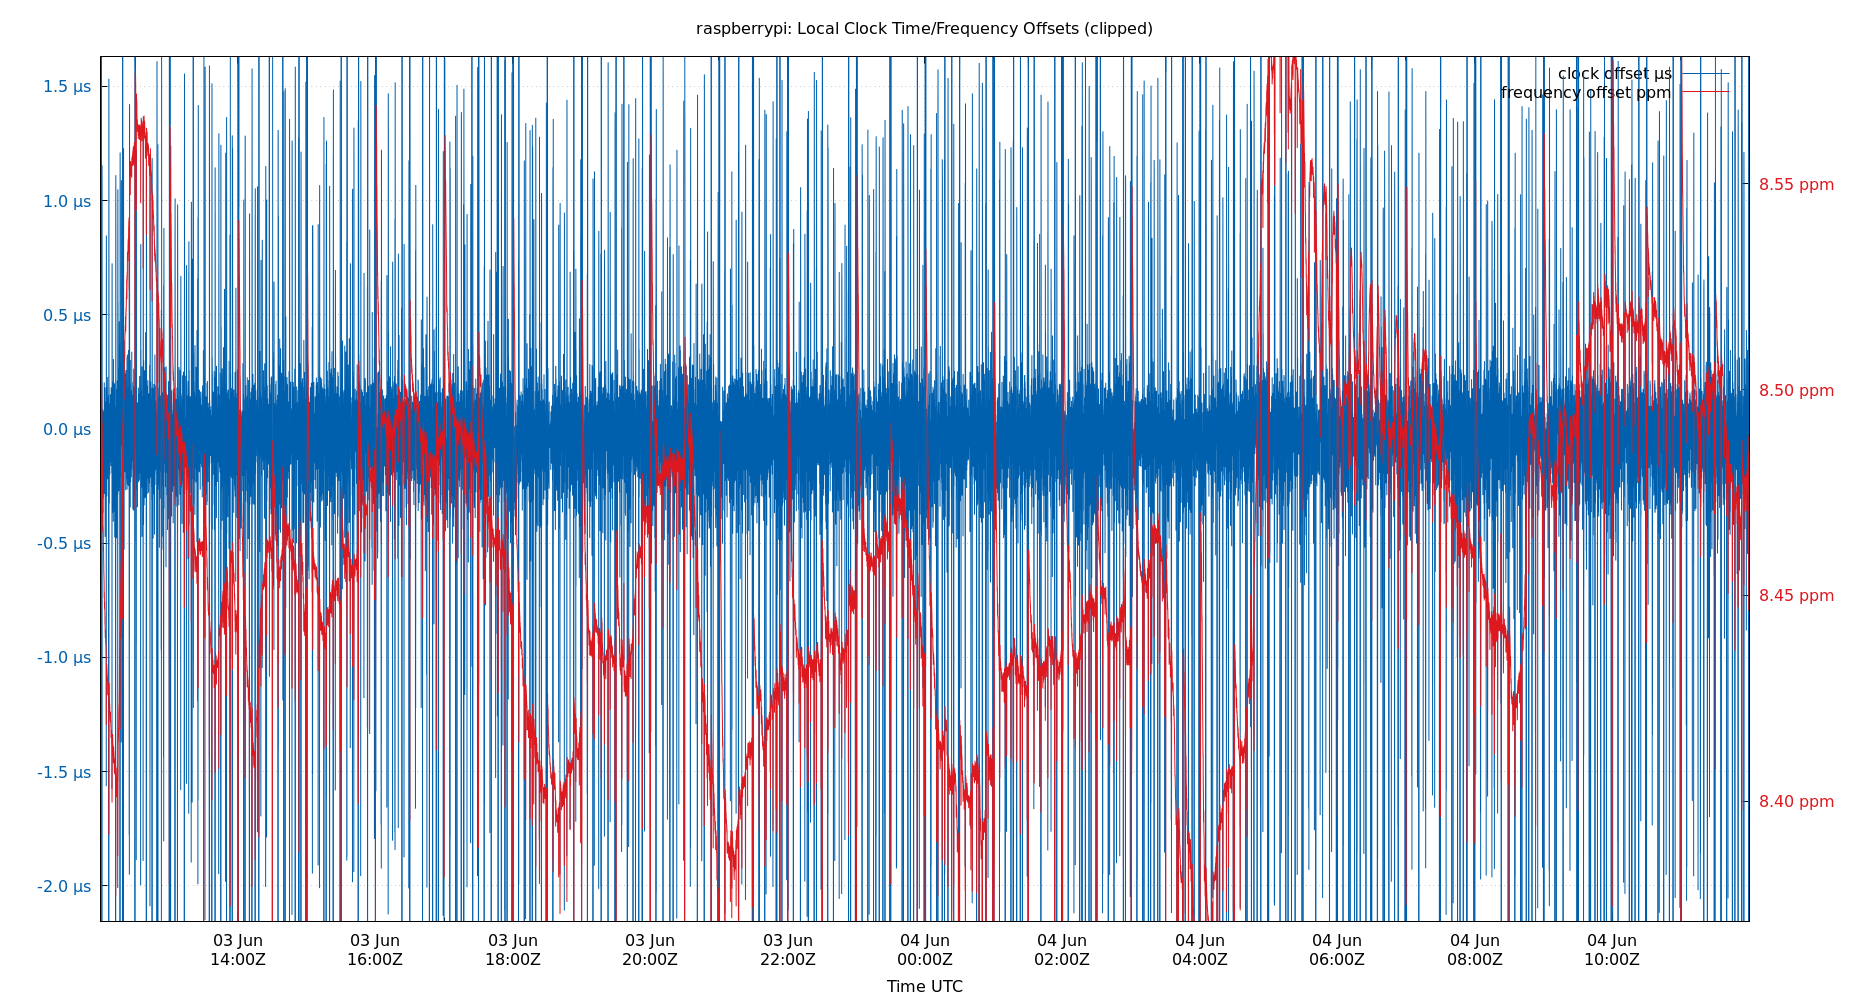 raspberrypi: Local Clock Time/Frequency Offsets (clipped)
clock offset µs
frequency offset ppm
1.5 µs
1.0 µs
0.5 µs
0.0 µs
-0.5 µs
-1.0 µs
-1.5 µs
-2.0 µs
8.55 ppm
8.50 ppm
8.45 ppm
8.40 ppm
03 Jun 03 Jun 03 Jun 03 Jun 03 Jun 04 Jun 04 Jun 04 Jun 04 Jun 04 Jun 04 Jun
14:00Z 16:00Z 18:00Z 20:00Z 22:00Z 00:00Z 02:00Z 04:00Z 06:00Z 08:00Z 10:00Z
Time UTC